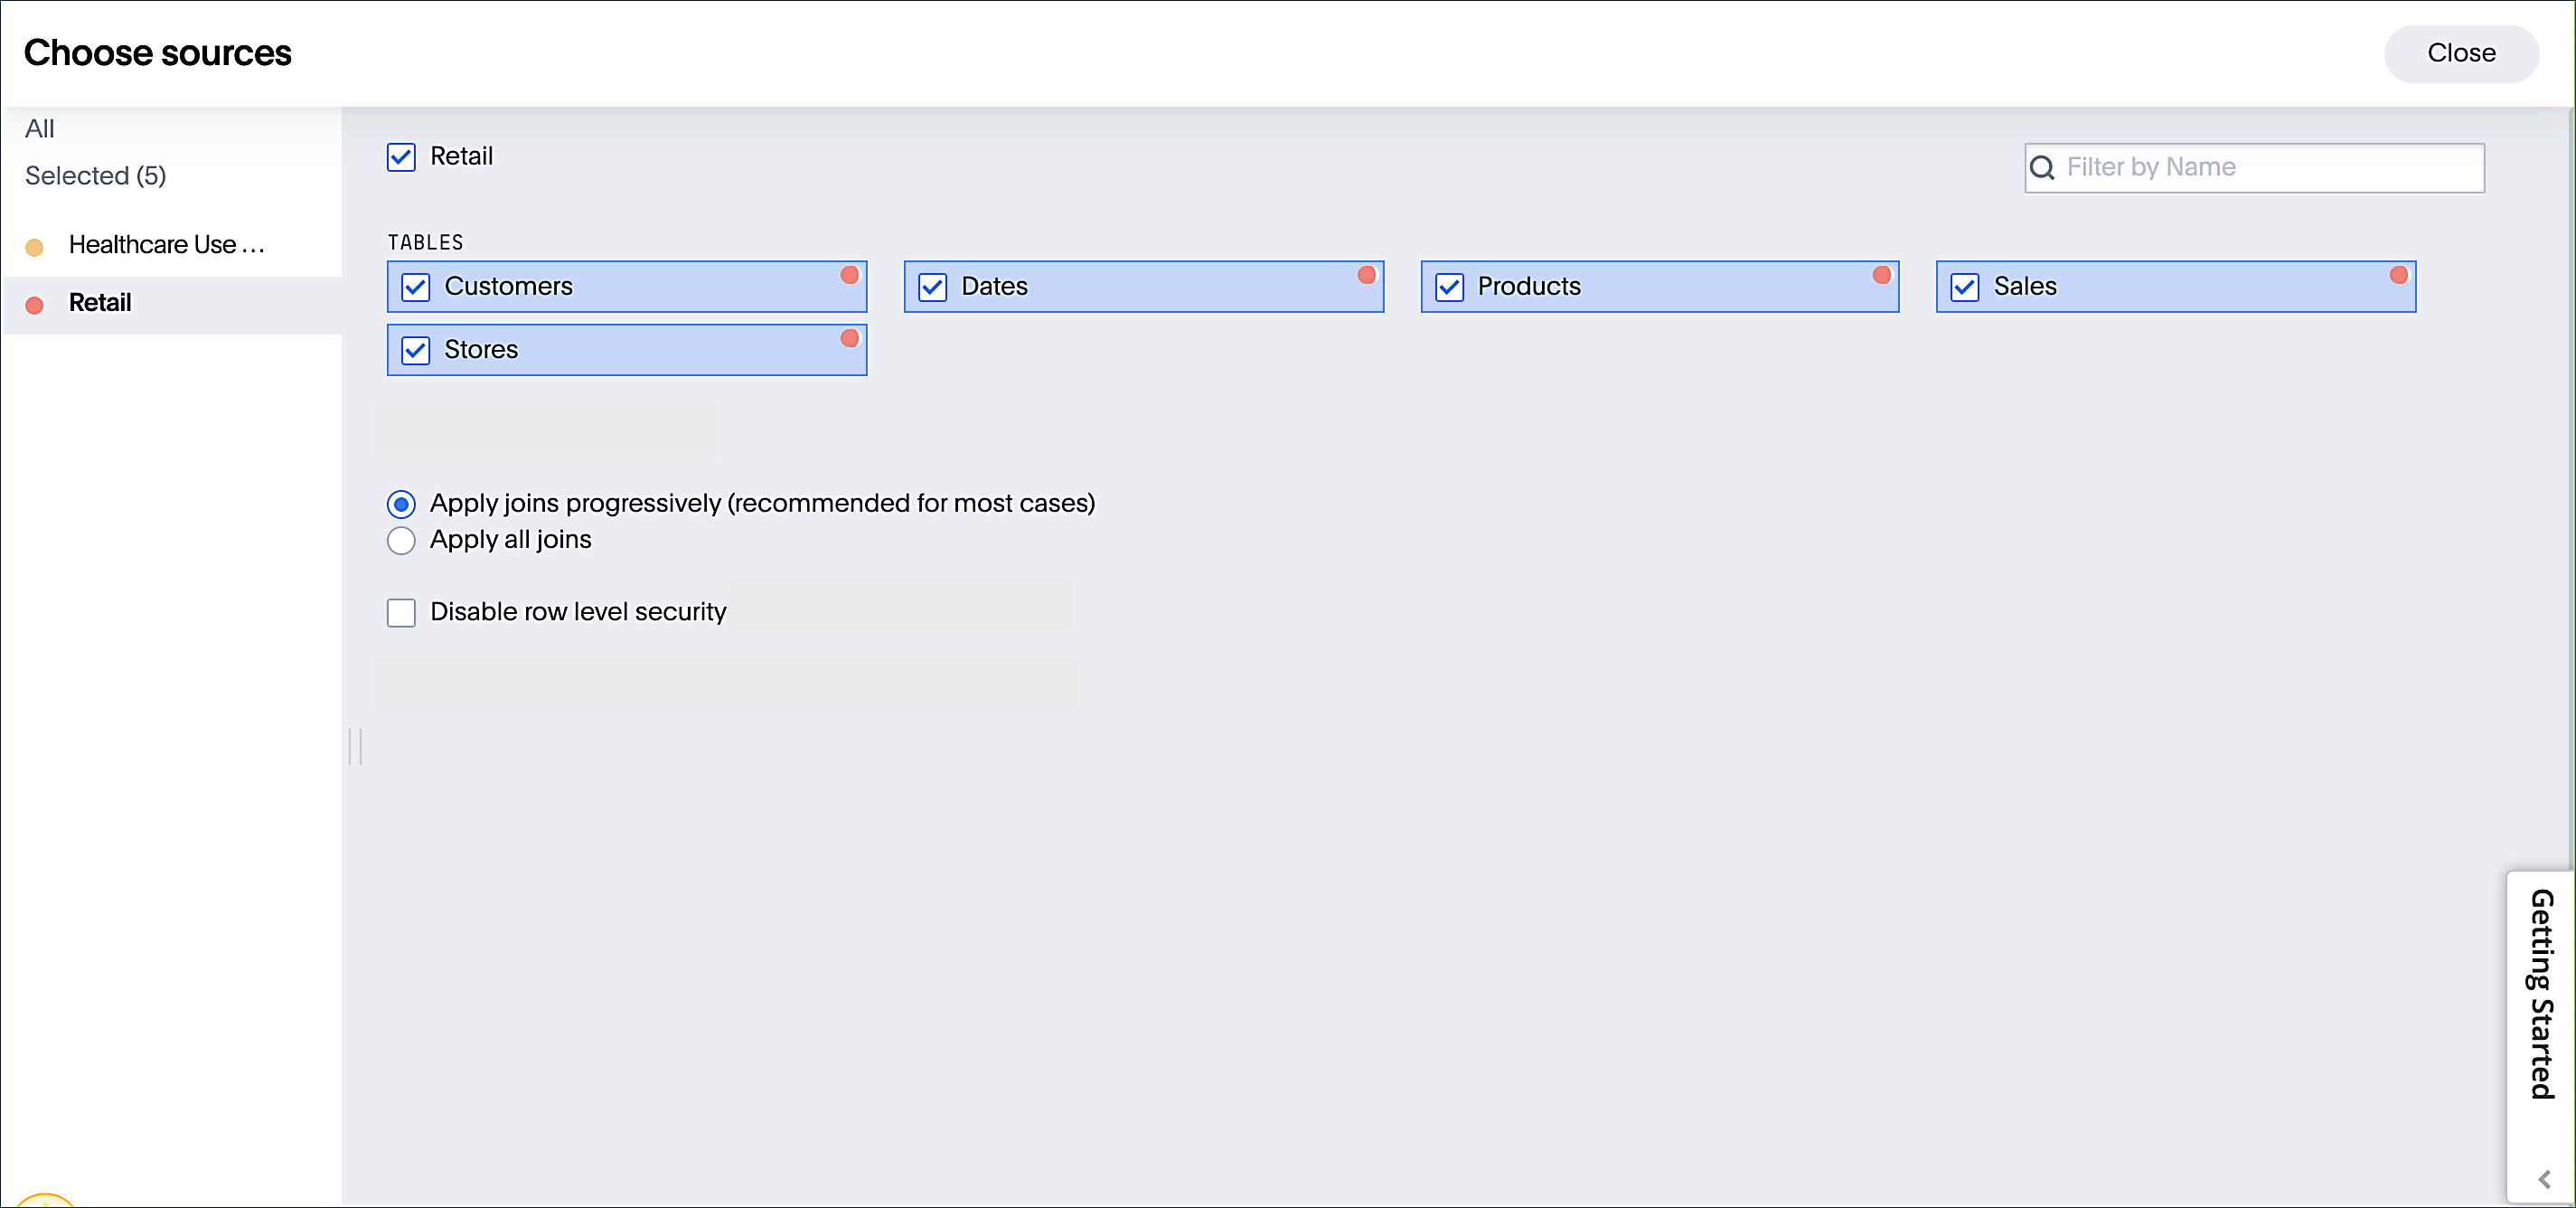 Choose sources
Close
All
Selected (5)
Healthcare Use ...
Retail
Retail
Filter by Name
TABLES
Customers
Dates
Products
Sales
Stores
Apply joins progressively (recommended for most cases)
Apply all joins
Disable row level security
Getting Started